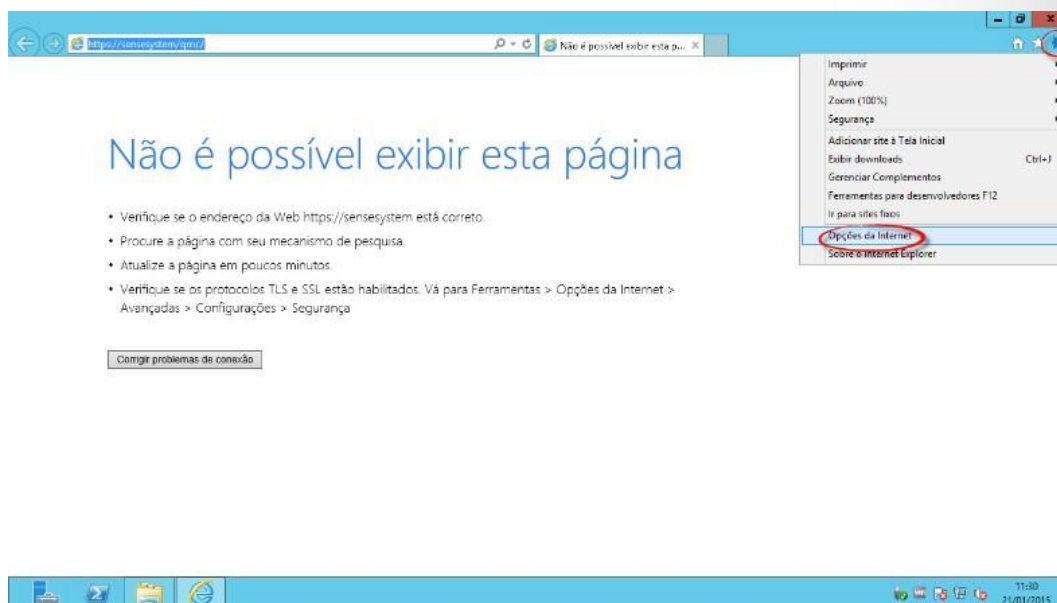 https://sensesystem/qmc/
Não é possível exibir esta p...
Imprimir
Arquivo
Zoom (100%)
Segurança
Adicionar site à Tela Inicial
Exibir downloads Ctrl+J
Gerenciar Complementos
Ferramentas para desenvolvedores F12
Ir para sites fixos
Opções da Internet
Sobre o Internet Explorer
Não é possível exibir esta página
• Verifique se o endereço da Web https://sensesystem está correto.
• Procure a página com seu mecanismo de pesquisa.
• Atualize a página em poucos minutos.
• Verifique se os protocolos TLS e SSL estão habilitados. Vá para Ferramentas > Opções da Internet >
Avançadas > Configurações > Segurança
Corrigir problemas de conexão
11:30
21/01/2015